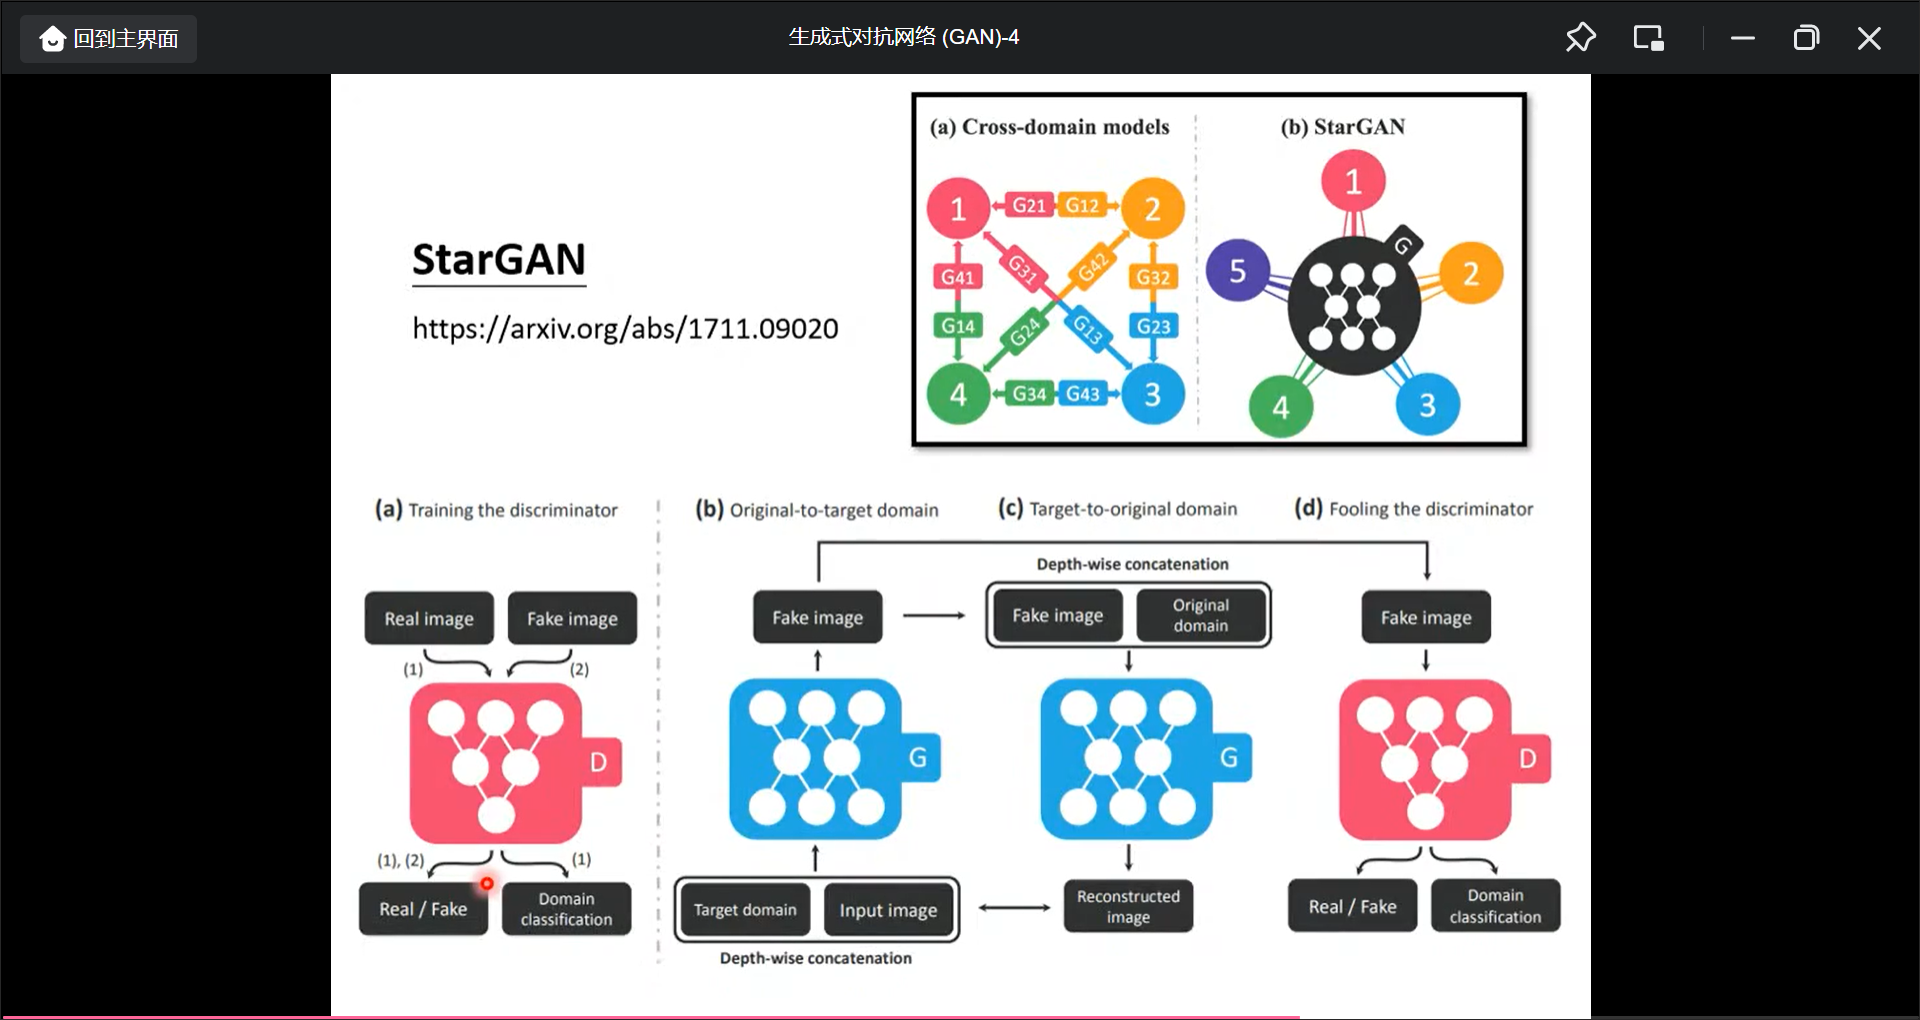 回到主界面
生成式对抗网络 (GAN)-4
StarGAN
https://arxiv.org/abs/1711.09020
(a) Cross-domain models
1
G21
G12
2
G41
G31
G42
G32
G14
G24
G13
G23
4
G34
G43
3
(b) StarGAN
1
G
5
2
4
3
(a) Training the discriminator
Real image
Fake image
(1)
(2)
D
(1), (2)
(1)
Real / Fake
Domain
classification
(b) Original-to-target domain
Fake image
G
Target domain
Input image
Depth-wise concatenation
(c) Target-to-original domain
Depth-wise concatenation
Fake image
Original
domain
G
Reconstructed
image
(d) Fooling the discriminator
Fake image
D
Real / Fake
Domain
classification